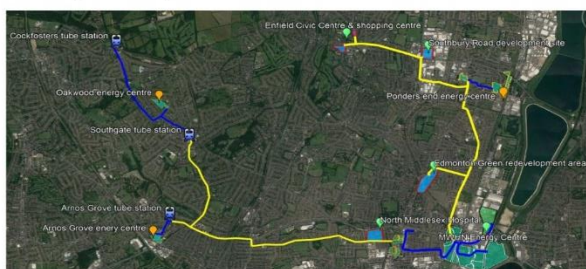 Enfield Civic Centre & shopping centre
Cockfosters tube station
Southbury Road development site
Oakwood energy centre
Ponders end energy centre
Southgate tube station
Edmonton Green redevelopment area
Arnos Grove tube station
North Middlesex Hospital
Arnos Grove enery centre
MWHN Energy Centre